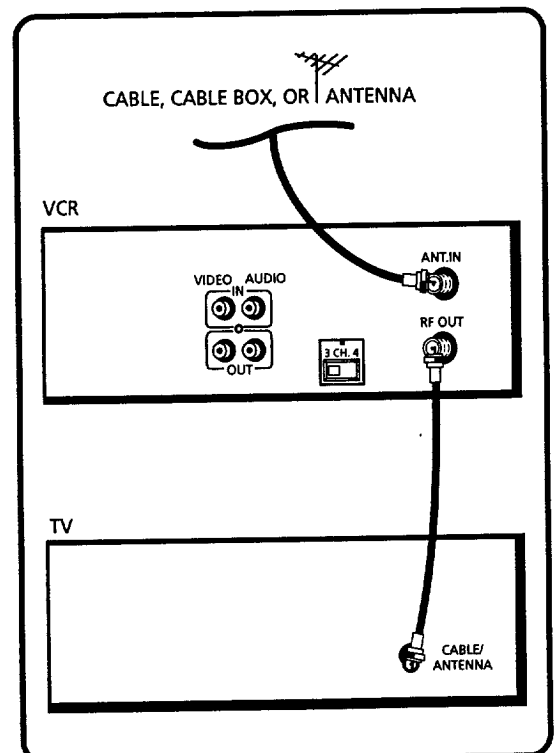 CABLE, CABLE BOX, OR ANTENNA
VCR
ANT.IN
VIDEO AUDIO
IN
RF OUT
3 CH. 4
OUT
TV
CABLE/
ANTENNA